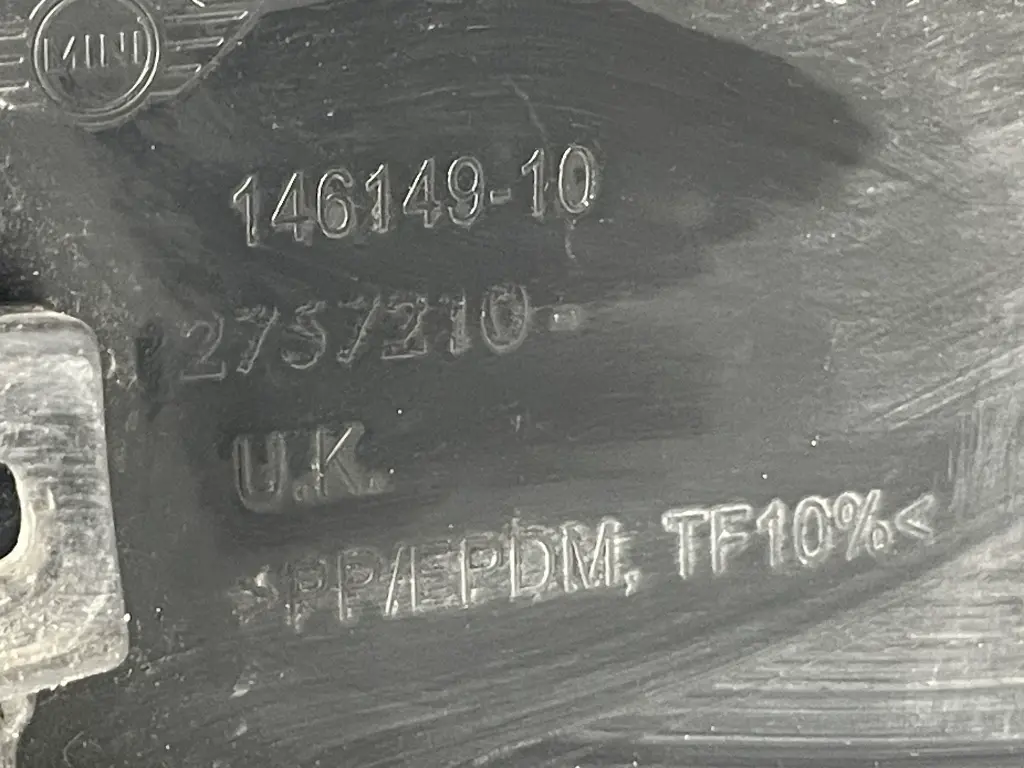 MINI
146149-10
2757210-
U.K.
>PP/EPDM, TF10%<